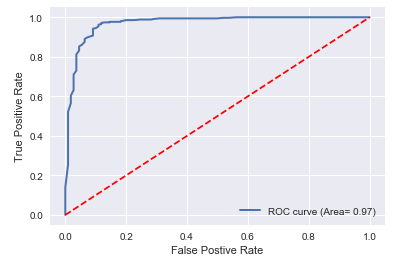 1.0
0.8
0.6
0.4
0.2
0.0
True Positive Rate
ROC curve (Area= 0.97)
0.0 0.2 0.4 0.6 0.8 1.0
False Postive Rate